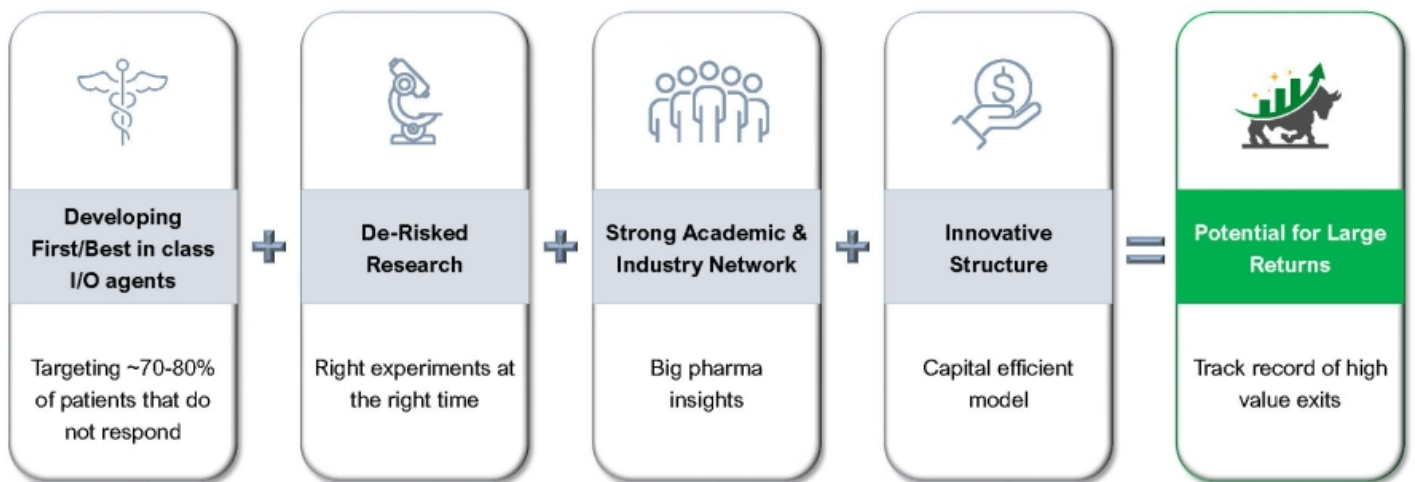 Developing
First/Best in class
I/O agents
Targeting ~70-80%
of patients that do
not respond
+
De-Risked
Research
Right experiments at
the right time
+
Strong Academic &
Industry Network
Big pharma
insights
+
$
Innovative
Structure
Capital efficient
model
=
Potential for Large
Returns
Track record of high
value exits